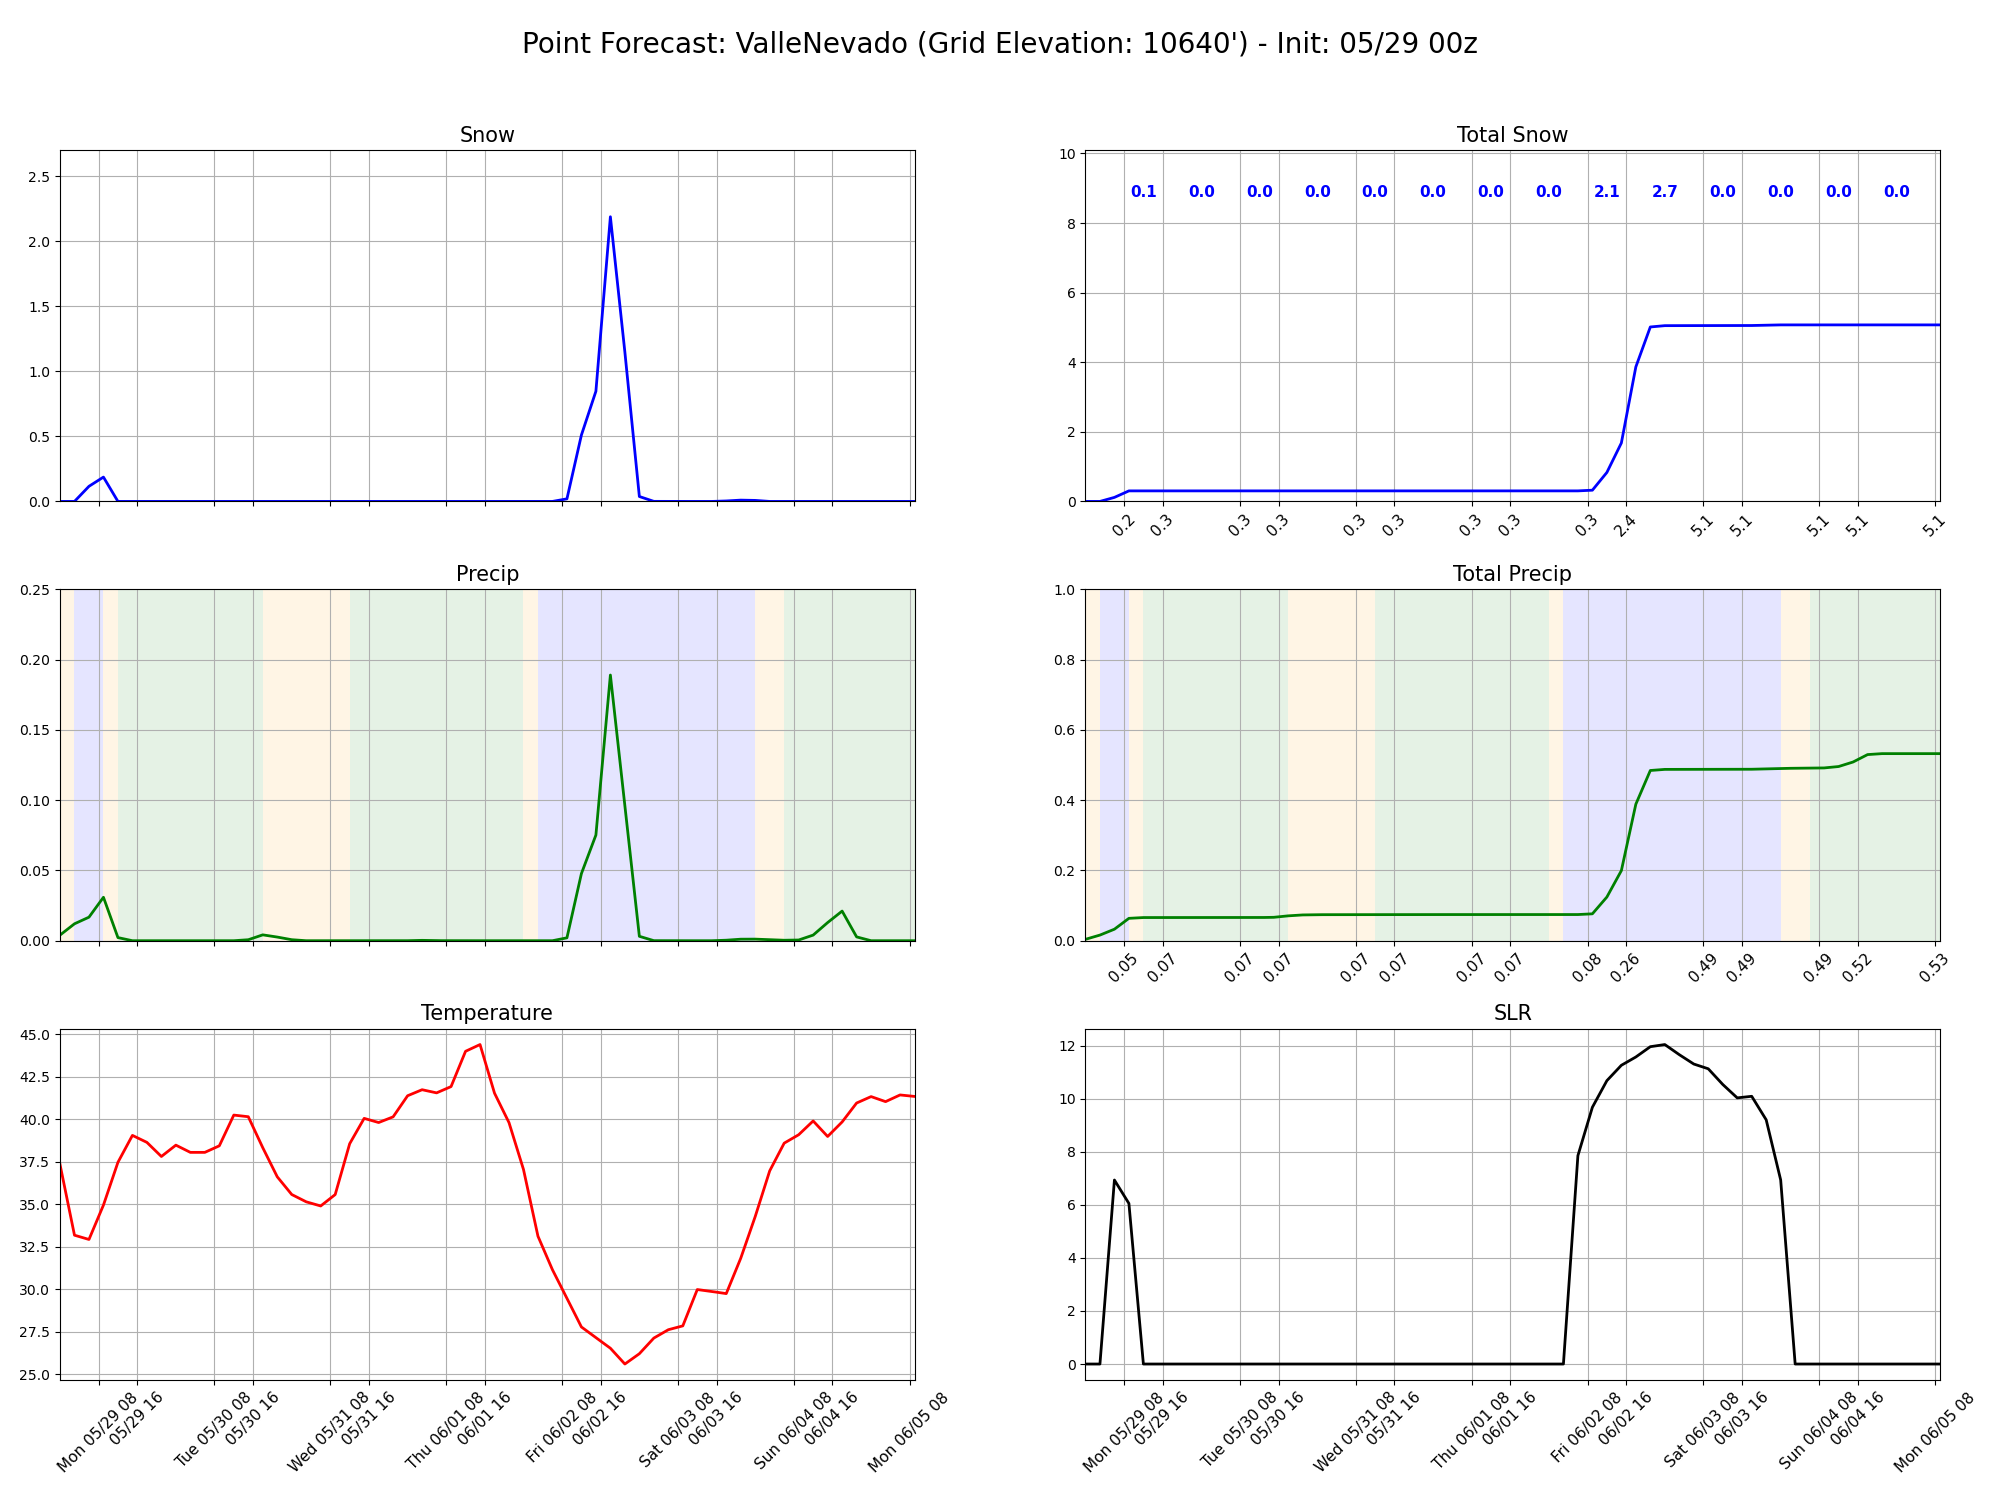 Point Forecast: ValleNevado (Grid Elevation: 10640') - Init: 05/29 00z
Snow
2.5
2.0
1.5
1.0
0.5
0.0
Total Snow
10
8
6
4
2
0
0.1 0.0 0.0 0.0 0.0 0.0 0.0 0.0 2.1 2.7 0.0 0.0 0.0 0.0
0.2 0.3 0.3 0.3 0.3 0.3 0.3 0.3 0.3 2.4 5.1 5.1 5.1 5.1 5.1
Precip
0.25
0.20
0.15
0.10
0.05
0.00
Total Precip
1.0
0.8
0.6
0.4
0.2
0.0
0.05 0.07 0.07 0.07 0.07 0.07 0.07 0.07 0.08 0.26 0.49 0.49 0.49 0.52 0.53
Temperature
45.0
42.5
40.0
37.5
35.0
32.5
30.0
27.5
25.0
Mon 05/29 08
05/29 16
Tue 05/30 08
05/30 16
Wed 05/31 08
05/31 16
Thu 06/01 08
06/01 16
Fri 06/02 08
06/02 16
Sat 06/03 08
06/03 16
Sun 06/04 08
06/04 16
Mon 06/05 08
SLR
12
10
8
6
4
2
0
Mon 05/29 08
05/29 16
Tue 05/30 08
05/30 16
Wed 05/31 08
05/31 16
Thu 06/01 08
06/01 16
Fri 06/02 08
06/02 16
Sat 06/03 08
06/03 16
Sun 06/04 08
06/04 16
Mon 06/05 08